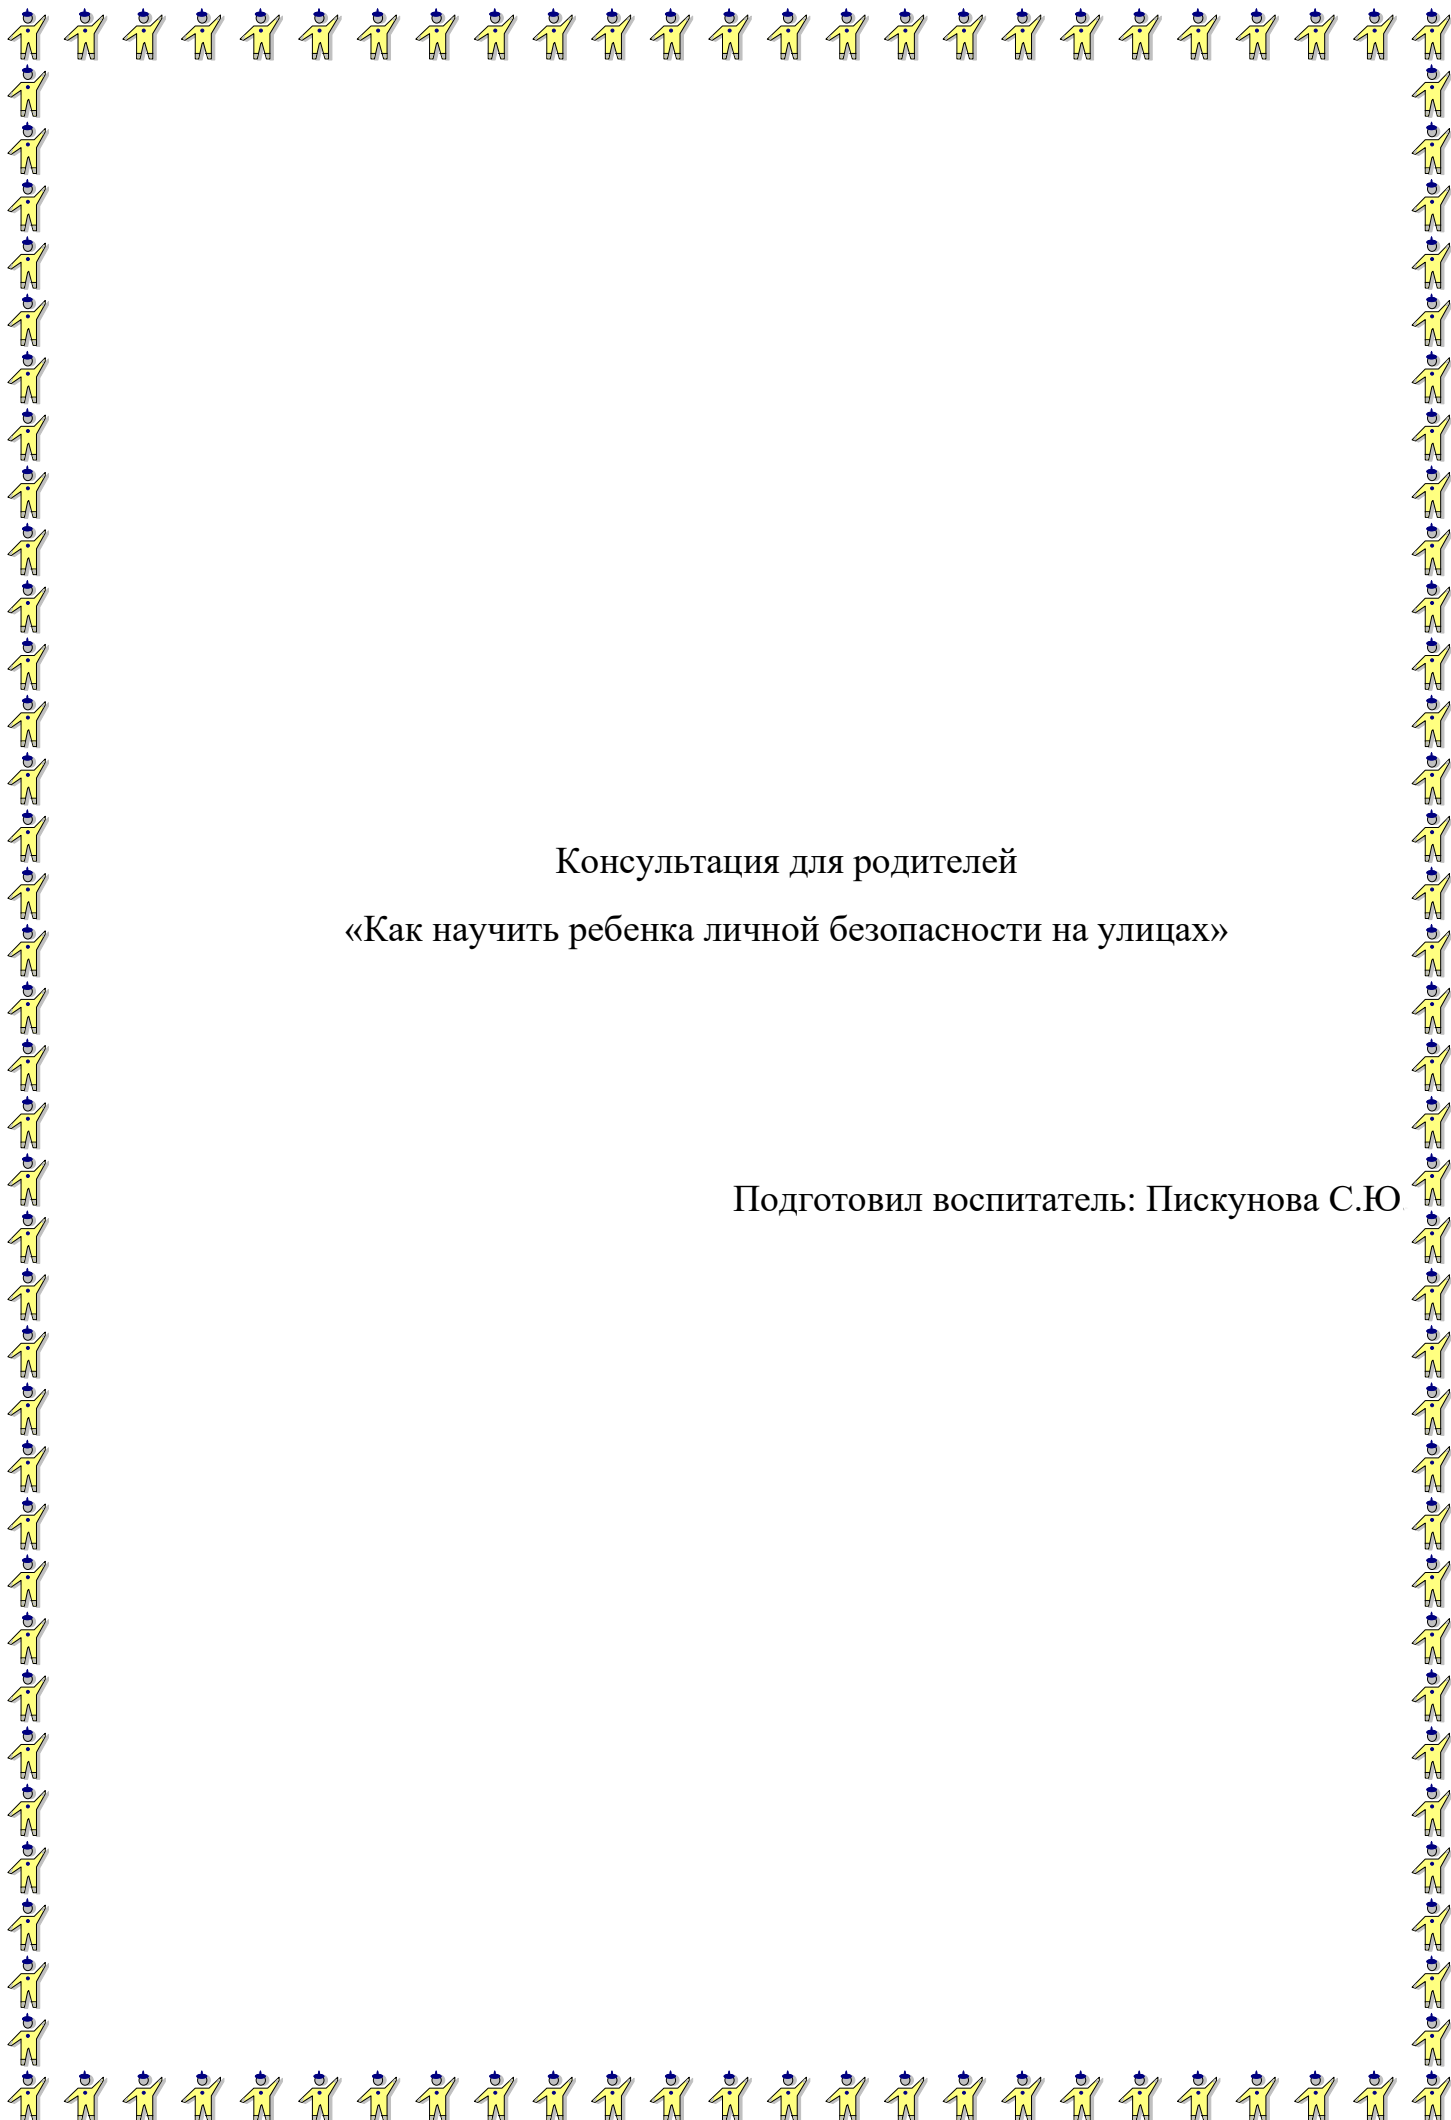 Консультация для родителей
«Как научить ребенка личной безопасности на улицах»
Подготовил воспитатель: Пискунова С.Ю.